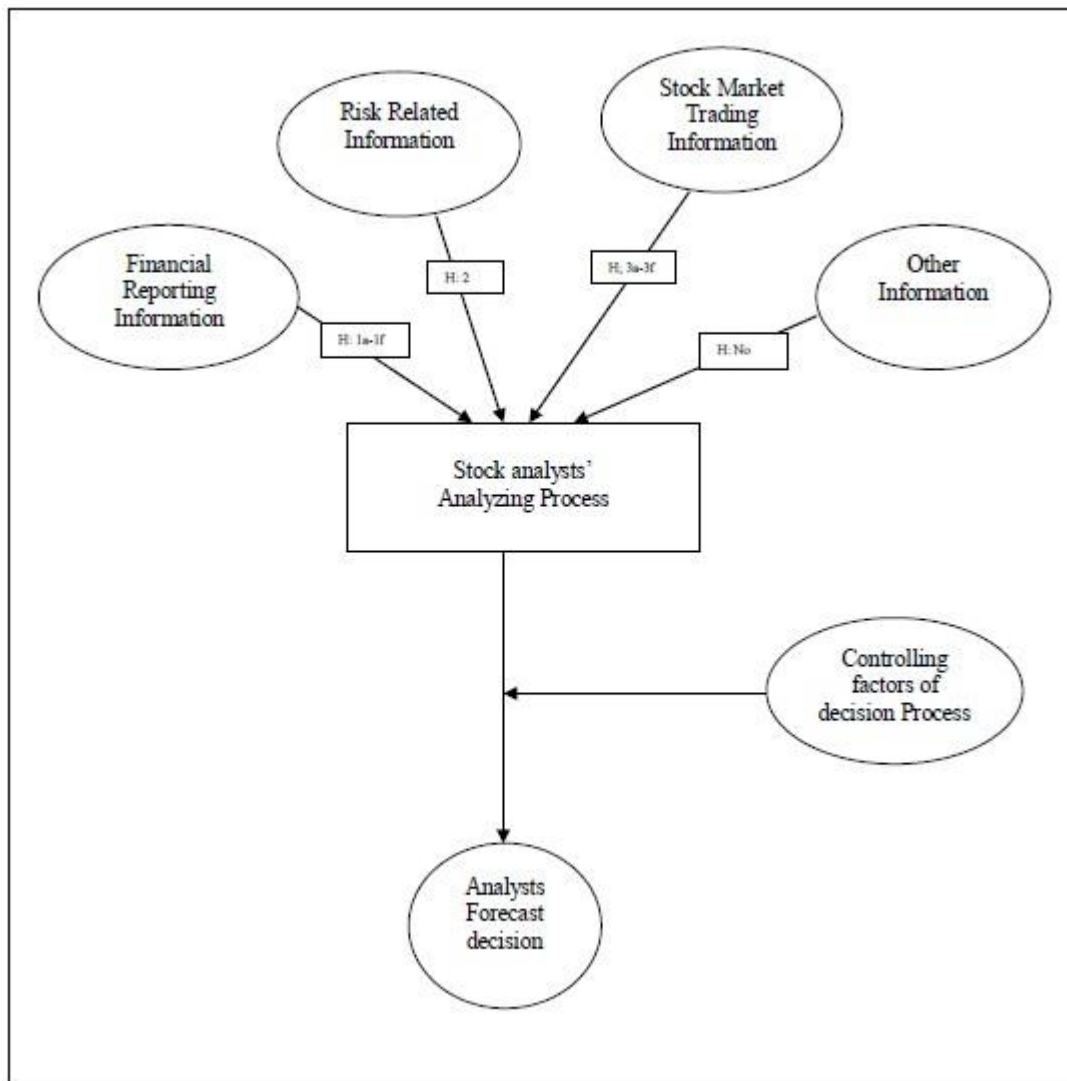 Stock Market
Trading
Information
Risk Related
Information
Financial
Reporting
Information
Other
Information
H: 2
H; 3a-3f
H: 1a-1f
H: No
Stock analysts’
Analyzing Process
Controlling
factors of
decision Process
Analysts
Forecast
decision